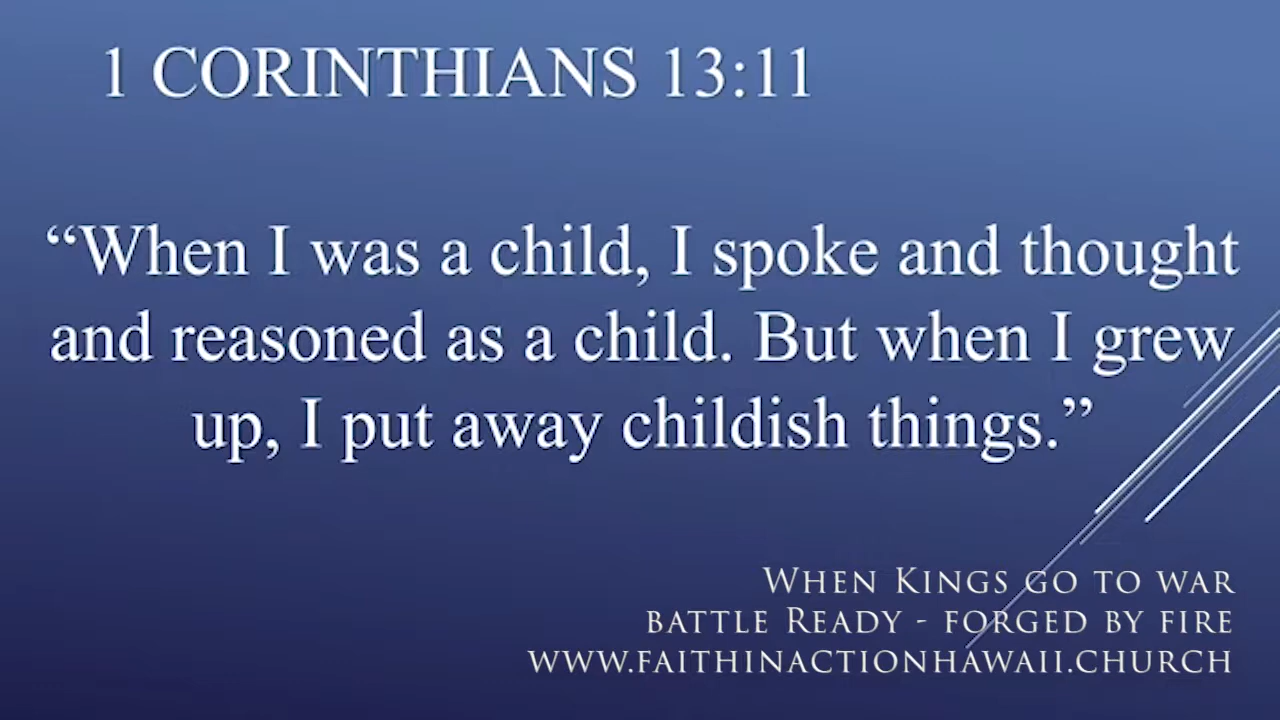 1 CORINTHIANS 13:11
“When I was a child, I spoke and thought
and reasoned as a child. But when I grew
up, I put away childish things.”
When Kings go to war
battle Ready - forged by fire
www.faithinactionhawaii.church